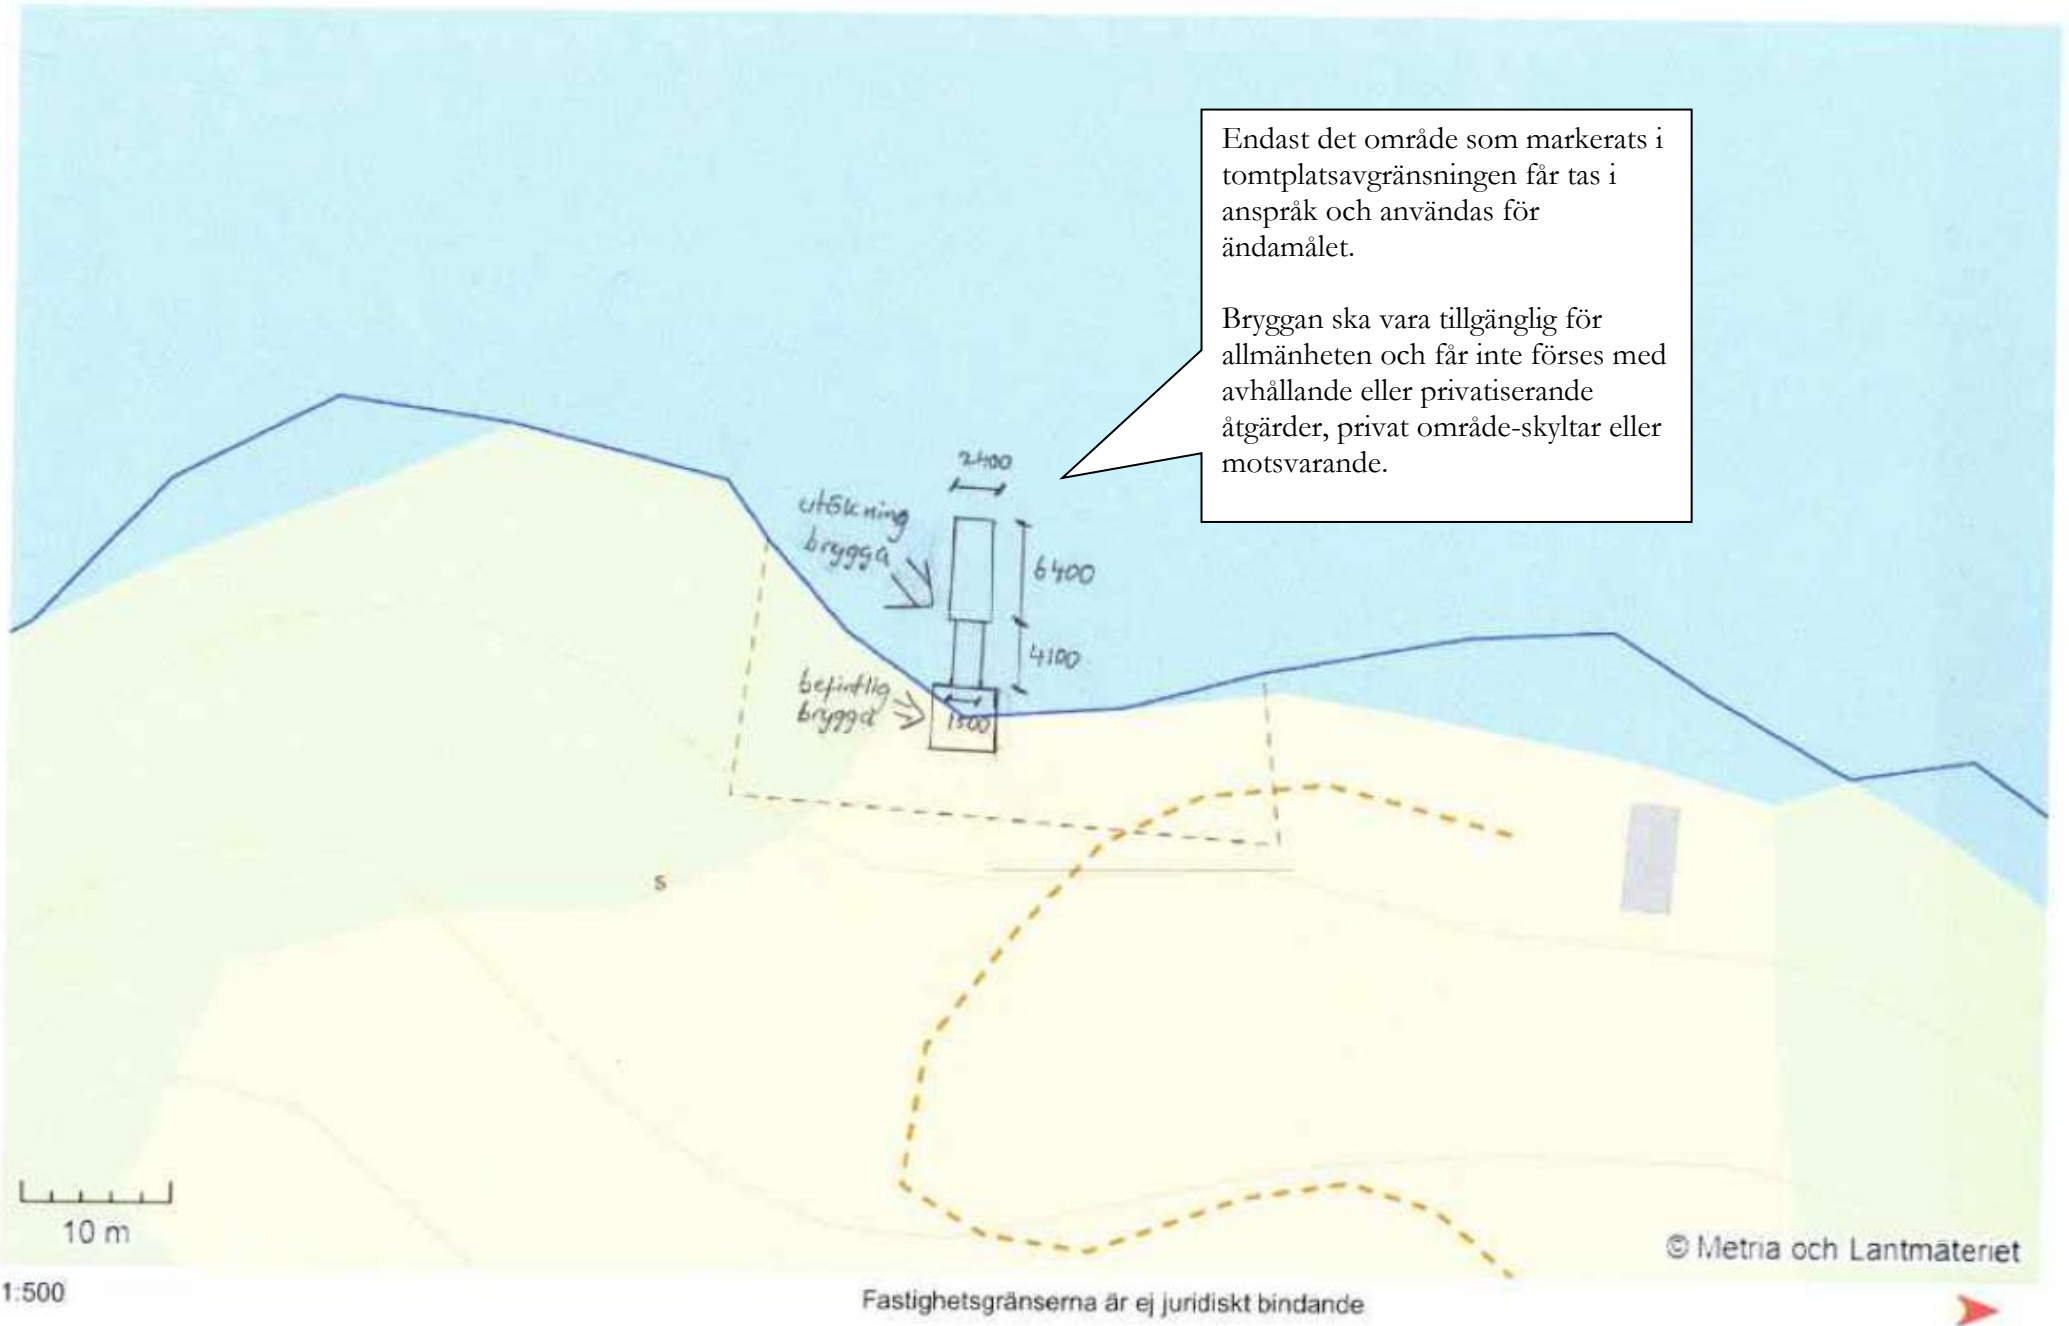 Endast det område som markerats i
tomtplatsavgränsningen får tas i
anspråk och användas för
ändamålet.
Bryggan ska vara tillgänglig för
allmänheten och får inte förses med
avhållande eller privatiserande
åtgärder, privat område-skyltar eller
motsvarande.
2400
utökning
brygga
6400
4100
befintlig
brygga
1500
s
10 m
© Metria och Lantmäteriet
1:500
Fastighetsgränserna är ej juridiskt bindande